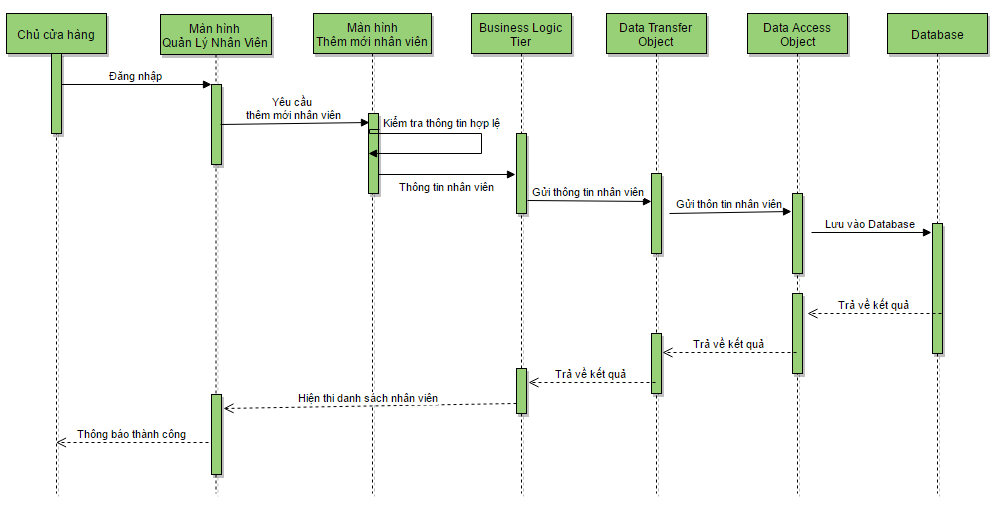 Chủ cửa hàng
Màn hình
Quản Lý Nhân Viên
Màn hình
Thêm mới nhân viên
Business Logic
Tier
Data Transfer
Object
Data Access
Object
Database
Đăng nhập
Yêu cầu
thêm mới nhân viên
Kiểm tra thông tin hợp lệ
Thông tin nhân viên
Gửi thông tin nhân viên
Gửi thôn tin nhân viên
Lưu vào Database
Trả về kết quả
Trả về kết quả
Trả về kết quả
Hiện thi danh sách nhân viên
Thông báo thành công